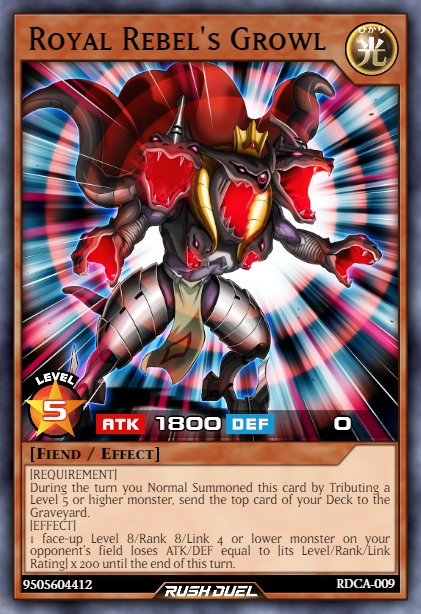 Royal Rebel's Growl
ひかり
光
LEVEL
5
ATK 1800 DEF 0
[Fiend / Effect]
[REQUIREMENT]
During the turn you Normal Summoned this card by Tributing a
Level 5 or higher monster, send the top card of your Deck to the
Graveyard.
[EFFECT]
1 face-up Level 8/Rank 8/Link 4 or lower monster on your
opponent's field loses ATK/DEF equal to [its Level/Rank/Link
Rating] x 200 until the end of this turn.
9505604412
RUSH DUEL
RDCA-009